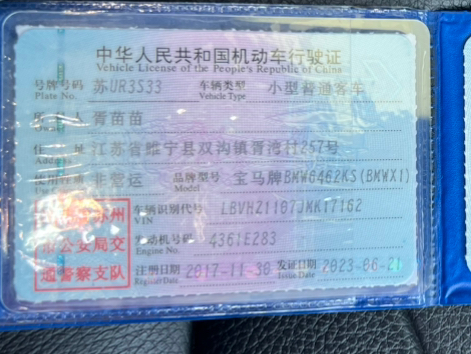 中华人民共和国机动车行驶证
Vehicle License of the People's Republic of China
号牌号码 苏UR3S33 车辆类型 小型普通客车
Plate No. Vehicle Type
人 胥苗苗
住 址 江苏省睢宁县双沟镇胥湾村257号
Address
使用性质 非营运 品牌型号 宝马牌BMW6462KS(BMWX1)
Model
苏州 车辆识别代号 LBVHZ1107JMK17162
VIN
市公安局交 发动机号码 4361E283
Engine No.
通警察支队 注册日期 2017-11-30 发证日期 2023-06-21
Register Date Issue Date